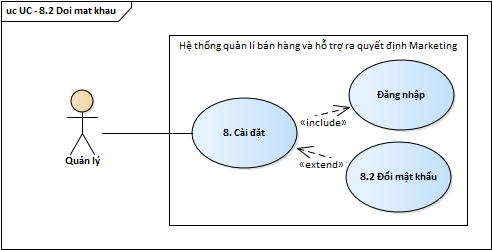 uc UC - 8.2 Doi mat khau
Hệ thống quản lí bán hàng và hỗ trợ ra quyết định Marketing
Đăng nhập
8. Cài đặt
«include»
Quản lý
«extend»
8.2 Đổi mật khẩu